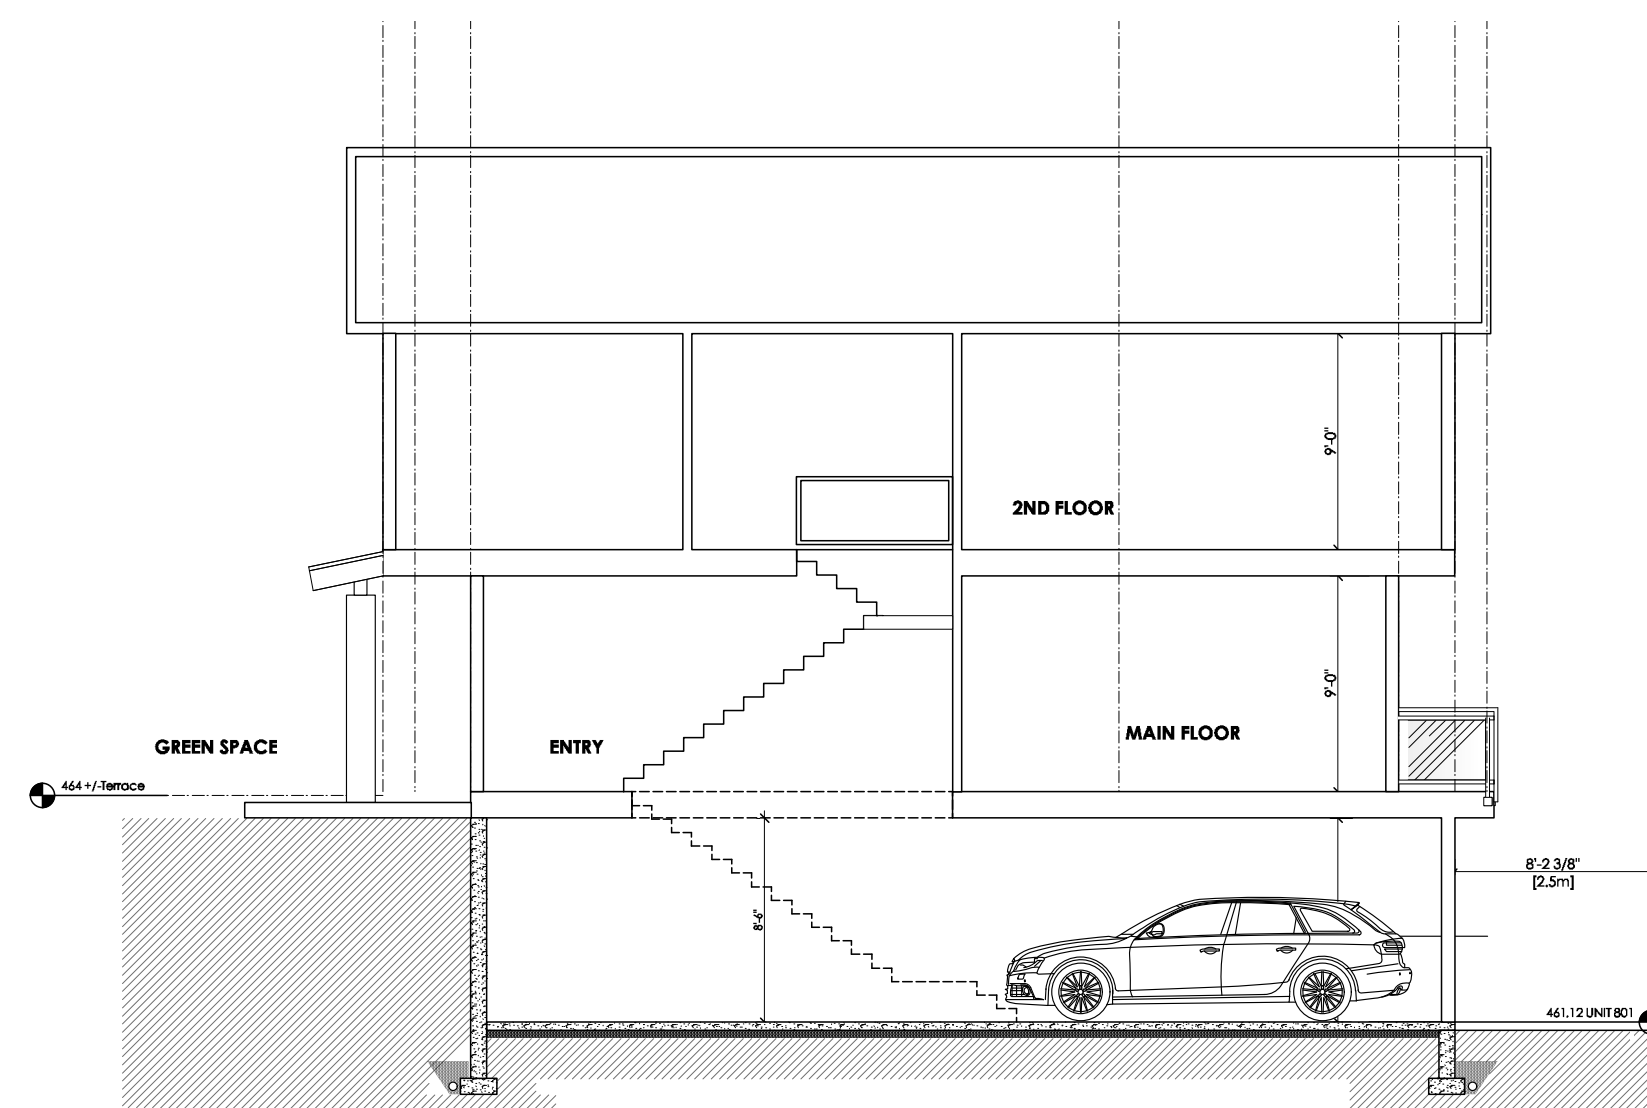 9'-0"
2ND FLOOR
9'-0"
MAIN FLOOR
GREEN SPACE
ENTRY
464 +/-Terrace
8'-2 3/8"
[2.5m]
8'-6"
461.12 UNIT 801